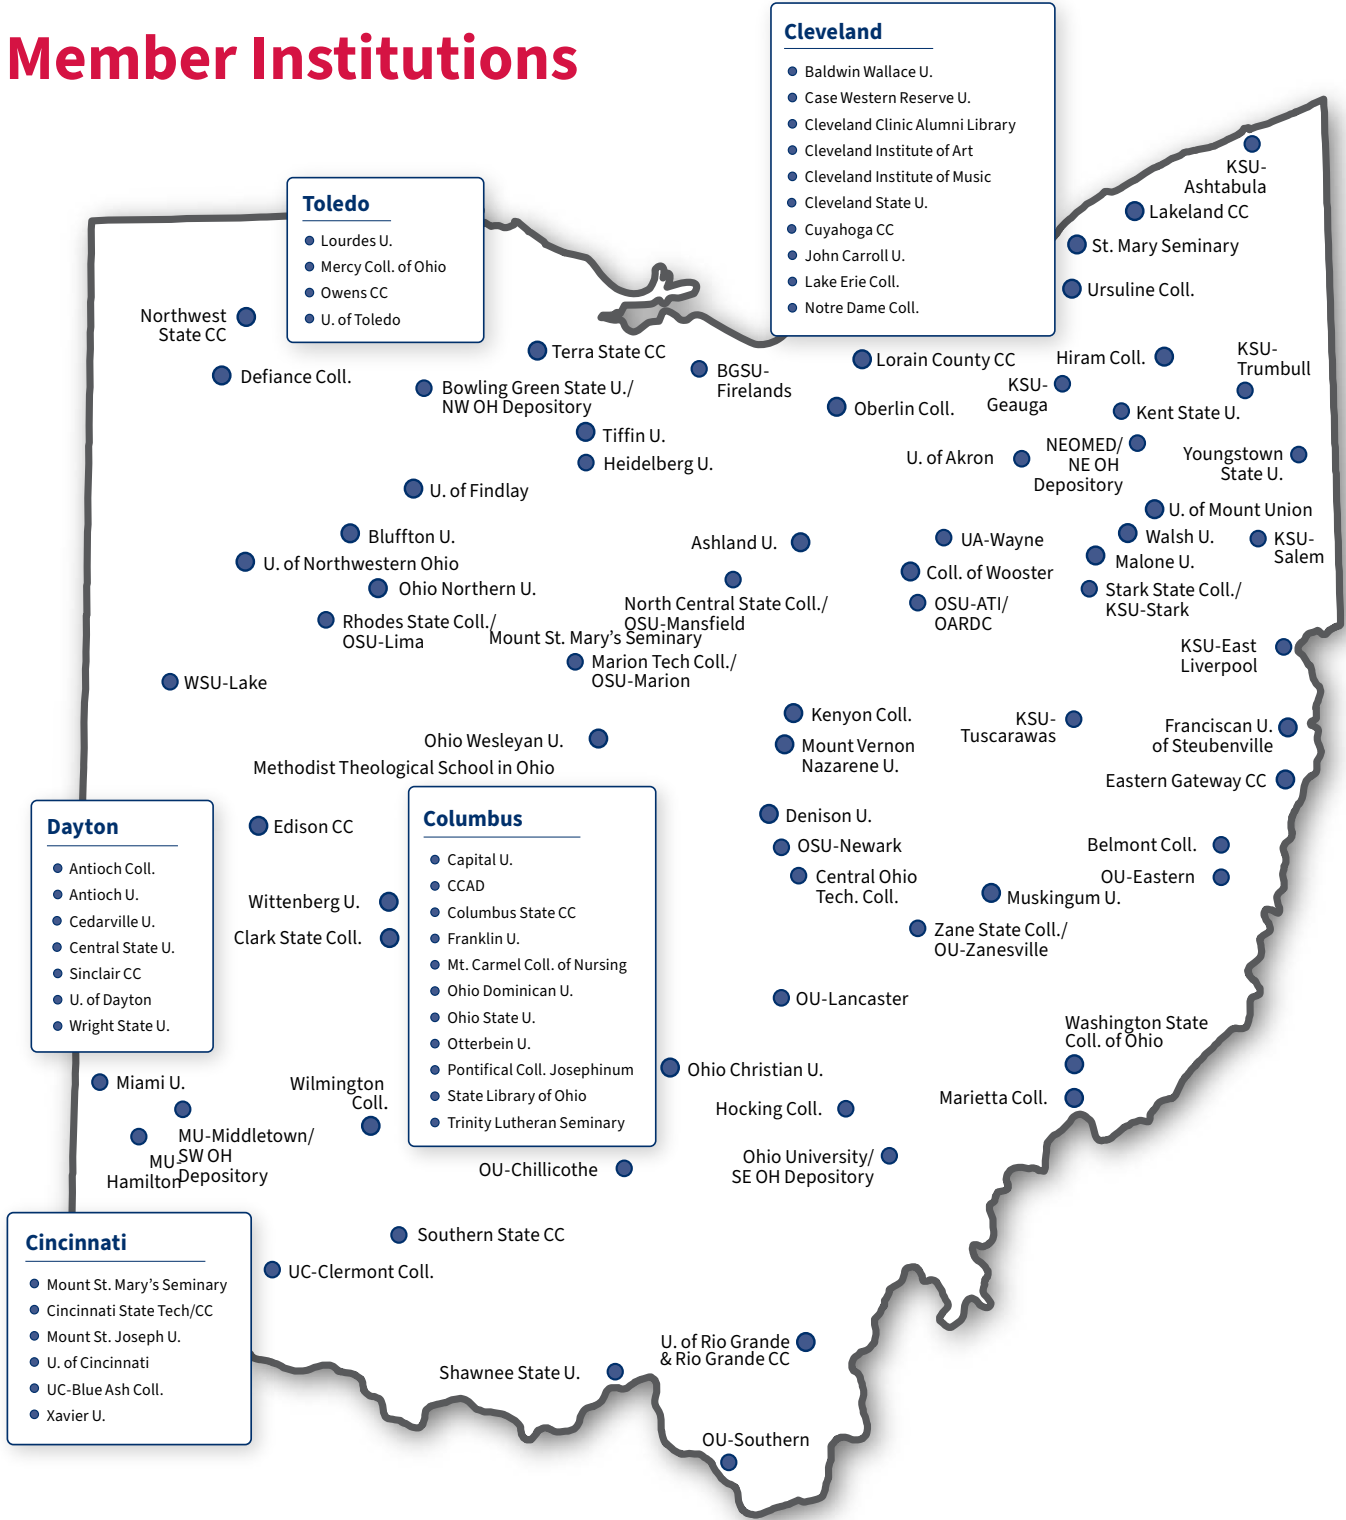 Member Institutions
Cleveland
Baldwin Wallace U.
Case Western Reserve U.
Cleveland Clinic Alumni Library
Cleveland Institute of Art
Cleveland Institute of Music
Cleveland State U.
Cuyahoga CC
John Carroll U.
Lake Erie Coll.
Notre Dame Coll.
KSU-
Ashtabula
Lakeland CC
St. Mary Seminary
Ursuline Coll.
Toledo
Lourdes U.
Mercy Coll. of Ohio
Owens CC
U. of Toledo
Northwest
State CC
Defiance Coll.
Terra State CC
Bowling Green State U./
NW OH Depository
BGSU-
Firelands
Lorain County CC
Hiram Coll.
KSU-
Trumbull
KSU-
Geauga
Oberlin Coll.
Kent State U.
Tiffin U.
Heidelberg U.
U. of Akron
NEOMED/
NE OH
Depository
Youngstown
State U.
U. of Findlay
U. of Mount Union
Bluffton U.
Ashland U.
UA-Wayne
Walsh U.
KSU-
Salem
U. of Northwestern Ohio
Malone U.
Coll. of Wooster
Ohio Northern U.
North Central State Coll./
OSU-Mansfield
OSU-ATI/
OARDC
Stark State Coll./
KSU-Stark
Rhodes State Coll./
OSU-Lima
Mount St. Mary’s Seminary
Marion Tech Coll./
OSU-Marion
KSU-East
Liverpool
WSU-Lake
Kenyon Coll.
KSU-
Tuscarawas
Franciscan U.
of Steubenville
Ohio Wesleyan U.
Mount Vernon
Nazarene U.
Methodist Theological School in Ohio
Eastern Gateway CC
Dayton
Antioch Coll.
Antioch U.
Cedarville U.
Central State U.
Sinclair CC
U. of Dayton
Wright State U.
Edison CC
Wittenberg U.
Clark State Coll.
Columbus
Capital U.
CCAD
Columbus State CC
Franklin U.
Mt. Carmel Coll. of Nursing
Ohio Dominican U.
Ohio State U.
Otterbein U.
Pontifical Coll. Josephinum
State Library of Ohio
Trinity Lutheran Seminary
Denison U.
OSU-Newark
Central Ohio
Tech. Coll.
Belmont Coll.
OU-Eastern
Muskingum U.
Zane State Coll./
OU-Zanesville
OU-Lancaster
Washington State
Coll. of Ohio
Miami U.
Wilmington
Coll.
Ohio Christian U.
Marietta Coll.
Hocking Coll.
MU-Middletown/
SW OH
Depository
MU-
Hamilton
OU-Chillicothe
Ohio University/
SE OH Depository
Southern State CC
UC-Clermont Coll.
Cincinnati
Mount St. Mary’s Seminary
Cincinnati State Tech/CC
Mount St. Joseph U.
U. of Cincinnati
UC-Blue Ash Coll.
Xavier U.
U. of Rio Grande
& Rio Grande CC
Shawnee State U.
OU-Southern